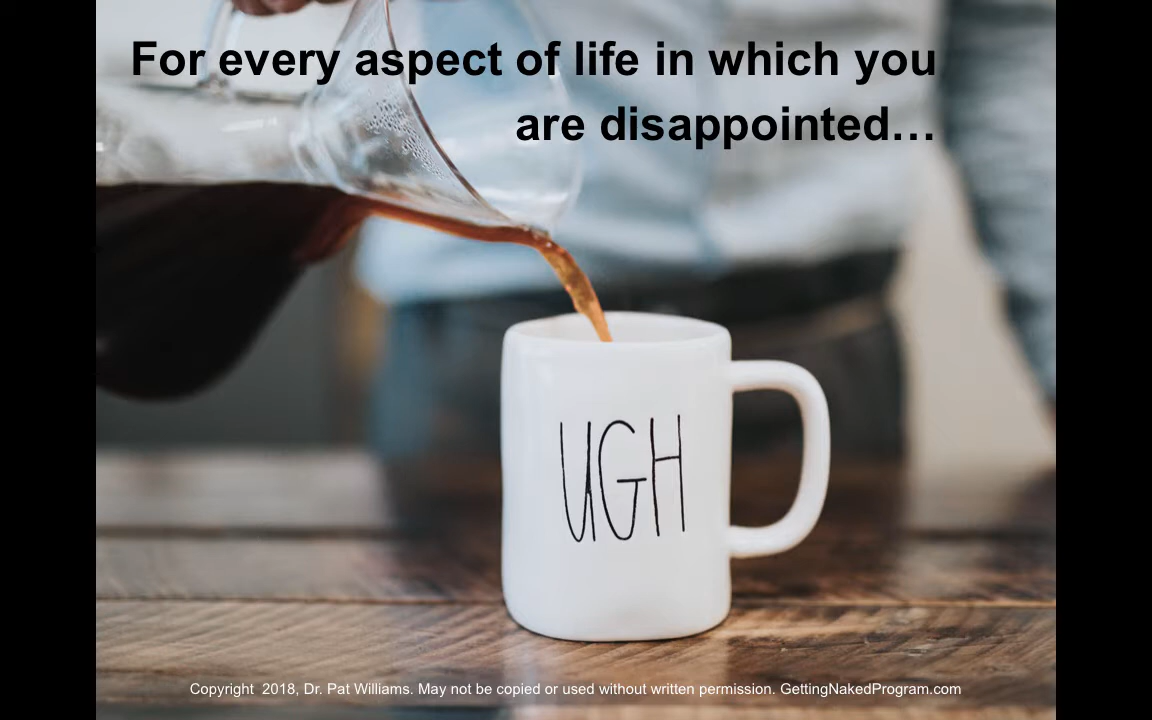 For every aspect of life in which you
are disappointed…
UGH
Copyright  2018, Dr. Pat Williams. May not be copied or used without written permission. GettingNakedProgram.com